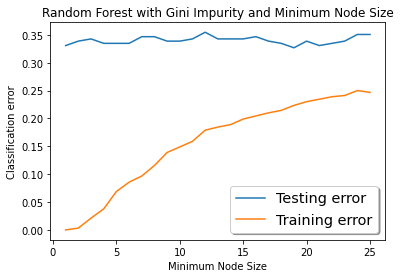 Random Forest with Gini Impurity and Minimum Node Size
Classification error
0.35
0.30
0.25
0.20
0.15
0.10
0.05
0.00
Testing error
Training error
0 5 10 15 20 25
Minimum Node Size